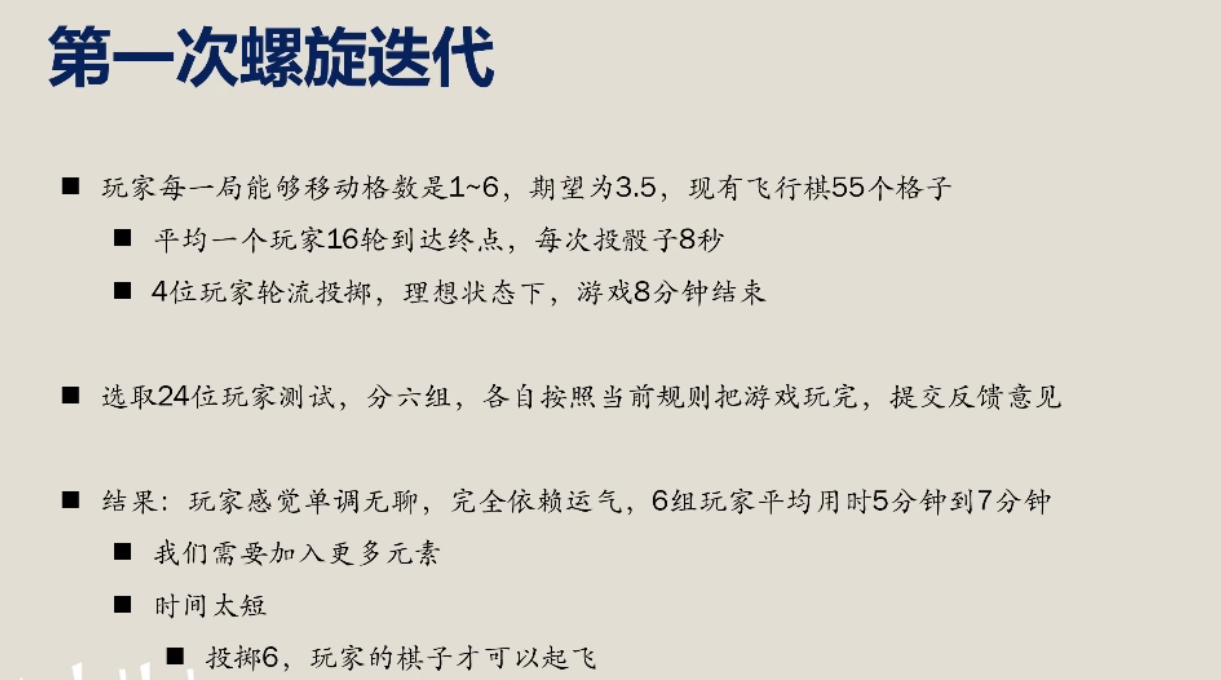 第一次螺旋迭代
■ 玩家每一局能够移动格数是1~6，期望为3.5，现有飞行棋55个格子
■ 平均一个玩家16轮到达终点，每次投骰子8秒
■ 4位玩家轮流投掷，理想状态下，游戏8分钟结束
■ 选取24位玩家测试，分六组，各自按照当前规则把游戏玩完，提交反馈意见
■ 结果：玩家感觉单调无聊，完全依赖运气，6组玩家平均用时5分钟到7分钟
■ 我们需要加入更多元素
■ 时间太短
■ 投掷6，玩家的棋子才可以起飞